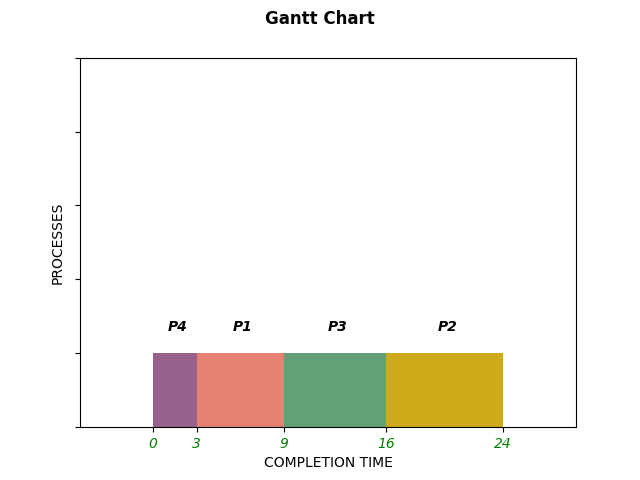 Gantt Chart
PROCESSES
P4 P1 P3 P2
0 3 9 16 24
COMPLETION TIME